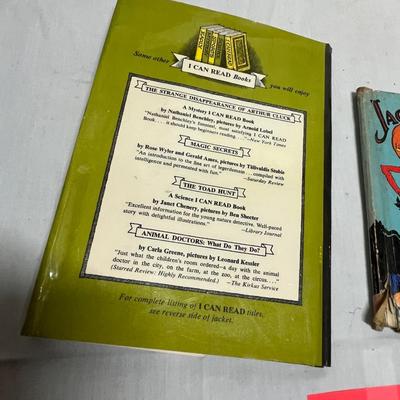 Some other I CAN READ Books you will enjoy
THE STRANGE DISAPPEARANCE OF ARTHUR CLUCK
A Mystery I CAN READ Book
by Nathaniel Benchley, pictures by Arnold Lobel
"Nathaniel Benchley's funniest, most satisfying I CAN READ
Book. . . . it should keep beginners reading." —New York Times
MAGIC SECRETS
by Rose Wyler and Gerald Ames, pictures by Tālivaldis Stubis
"An introduction to the fine art of legerdemain . . . compiled with
intelligence and permeated with fun." —Saturday Review
THE TOAD HUNT
A Science I CAN READ Book
by Janet Chenery, pictures by Ben Shecter
"Excellent information for the young nature detective. Well-paced
story with delightful illustrations." —Library Journal
ANIMAL DOCTORS: What Do They Do?
by Carla Greene, pictures by Leonard Kessler
"Just what the children's room ordered—a day with the animal
doctor in the city, on the farm, at the zoo, at the circus. . . ."
(Starred Review: Highly Recommended.) —The Kirkus Service
For complete listing of I CAN READ titles,
see reverse side of jacket.